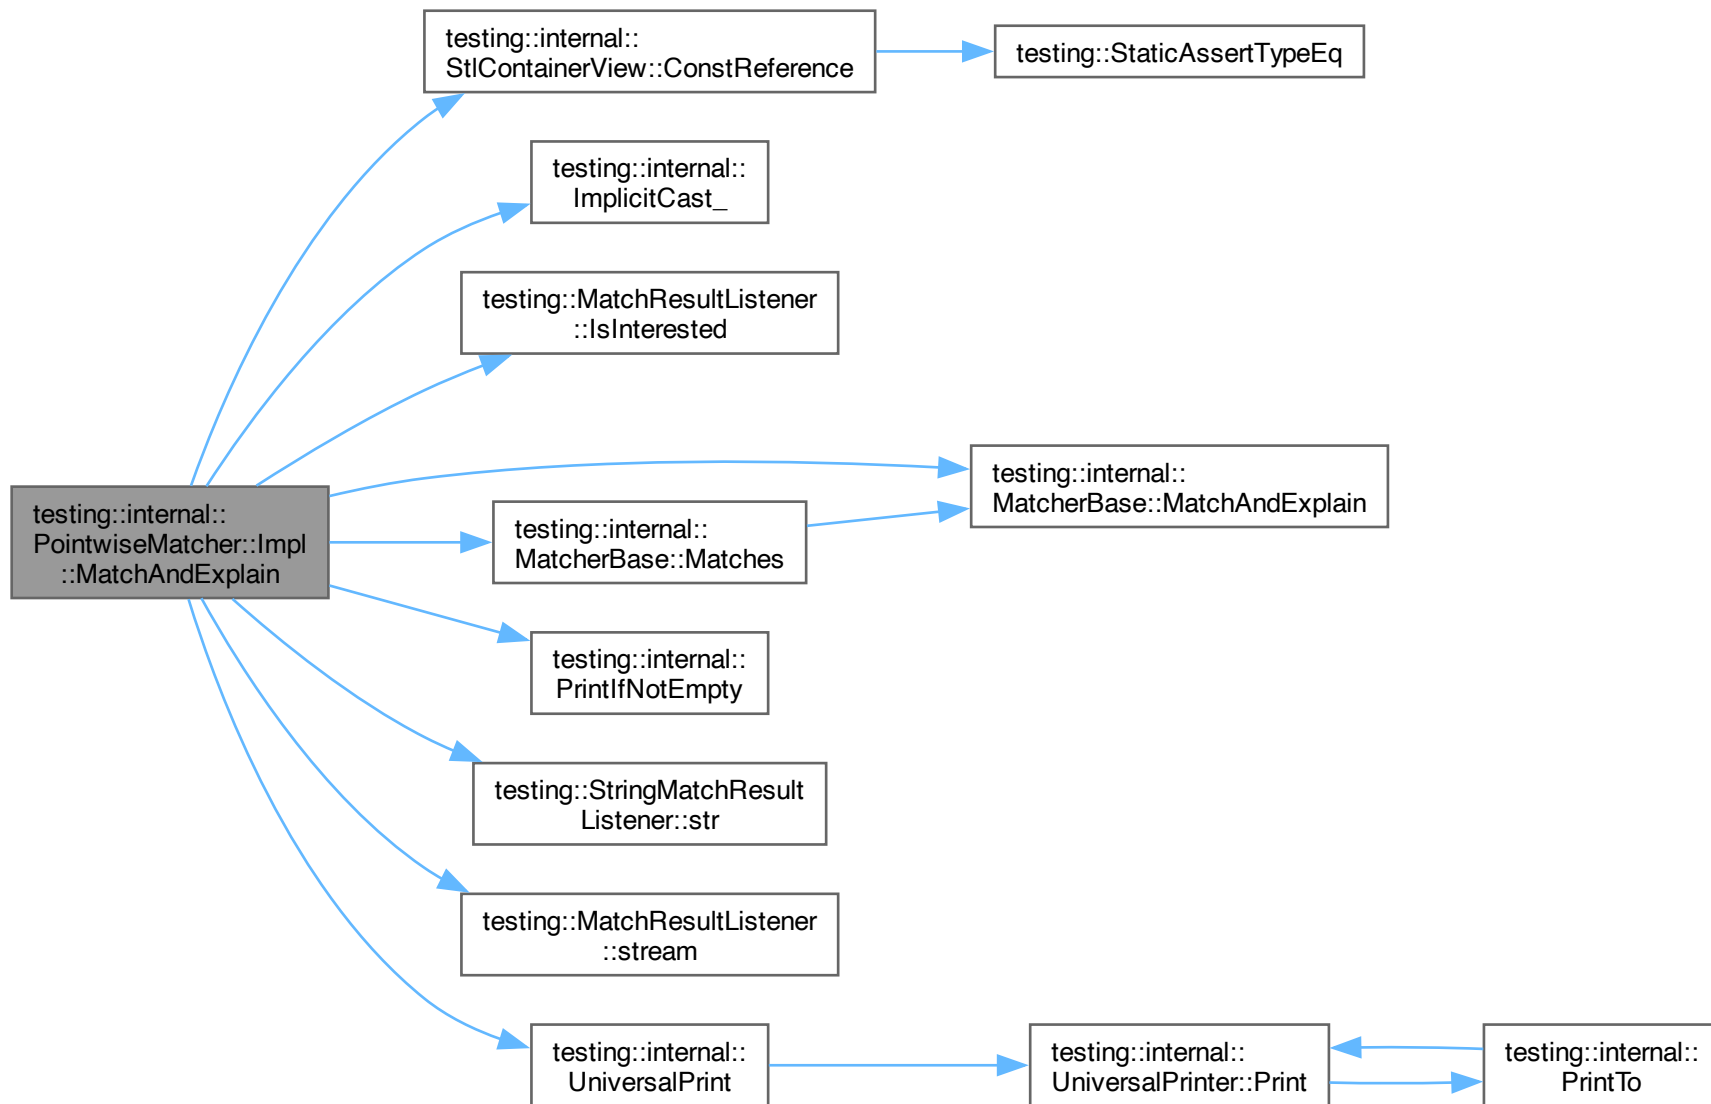 testing::internal::
StlContainerView::ConstReference
testing::StaticAssertTypeEq
testing::internal::
ImplicitCast_
testing::MatchResultListener
::IsInterested
testing::internal::
MatcherBase::MatchAndExplain
testing::internal::
PointwiseMatcher::Impl
::MatchAndExplain
testing::internal::
MatcherBase::Matches
testing::internal::
PrintIfNotEmpty
testing::StringMatchResult
Listener::str
testing::MatchResultListener
::stream
testing::internal::
UniversalPrint
testing::internal::
UniversalPrinter::Print
testing::internal::
PrintTo